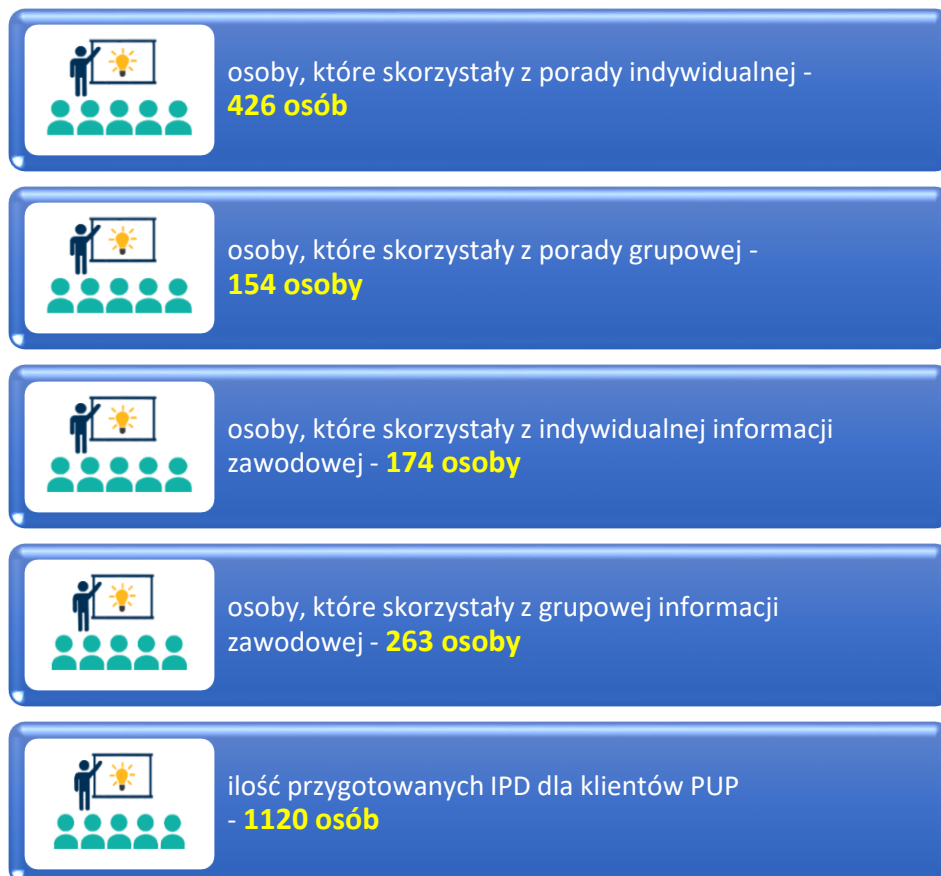 osoby, które skorzystały z porady indywidualnej -
426 osób
osoby, które skorzystały z porady grupowej -
154 osoby
osoby, które skorzystały z indywidualnej informacji
zawodowej - 174 osoby
osoby, które skorzystały z grupowej informacji
zawodowej - 263 osoby
ilość przygotowanych IPD dla klientów PUP
- 1120 osób